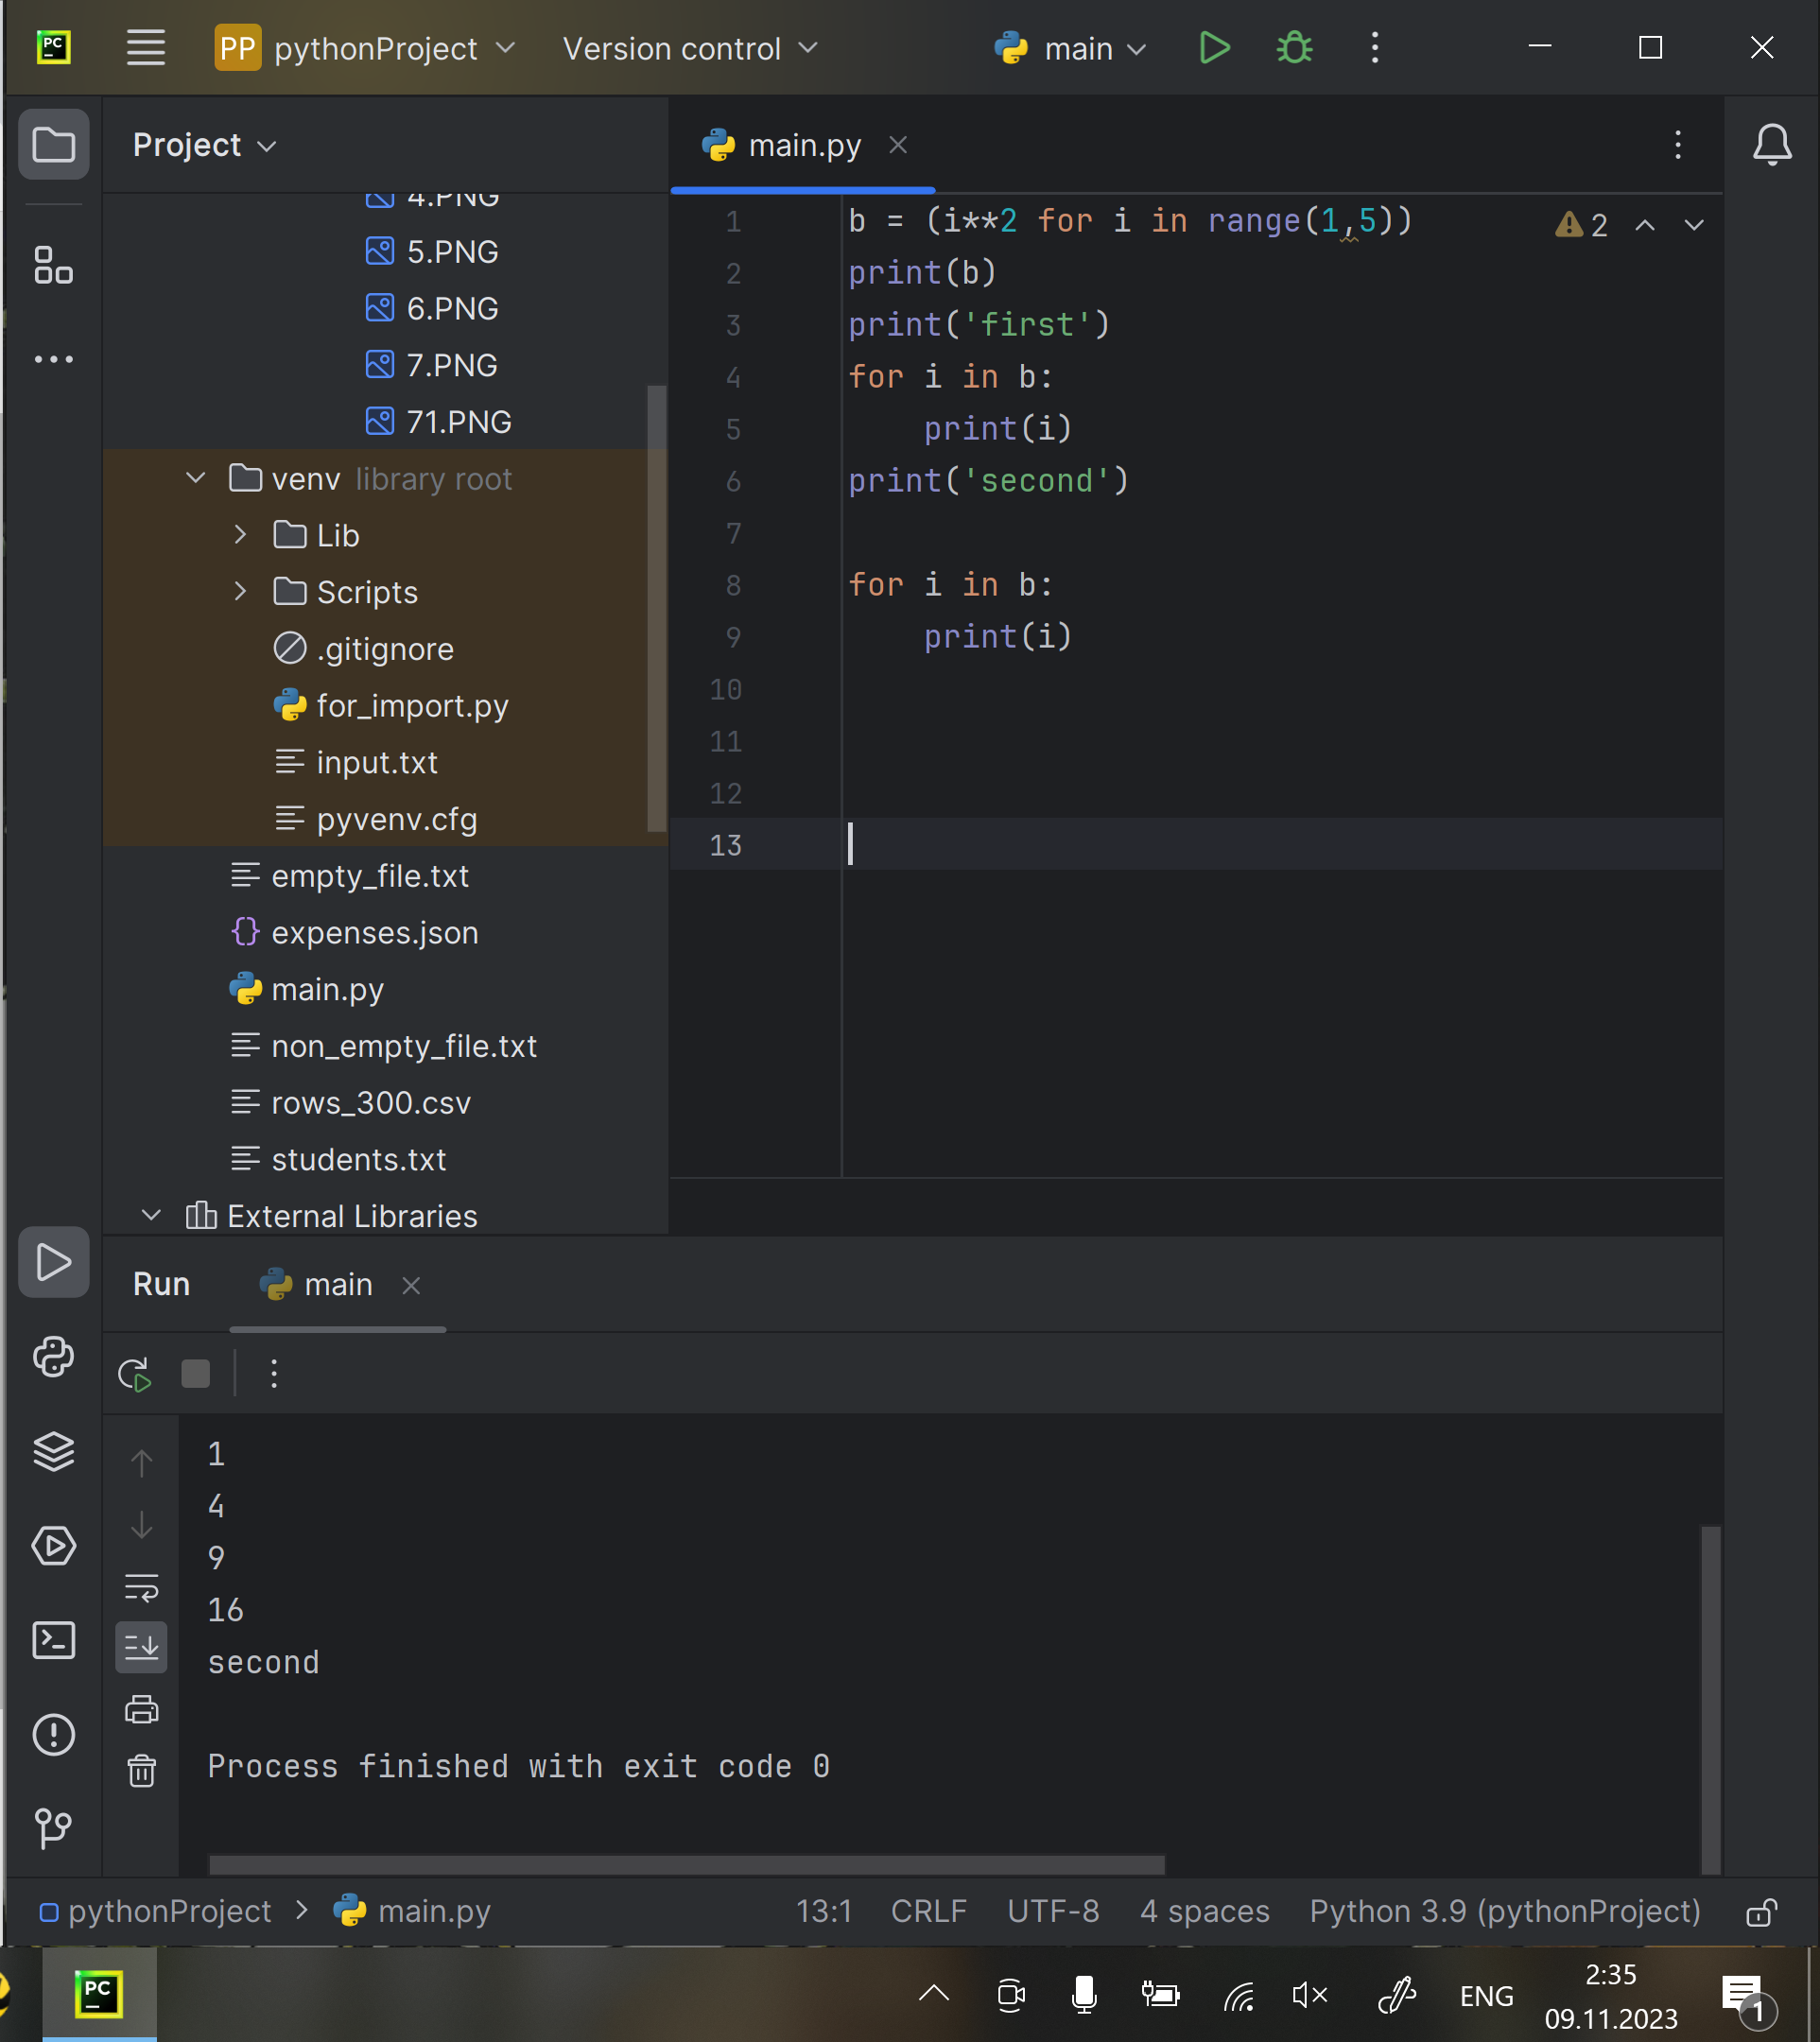 PC
PP pythonProject Version control main
Project
main.py
4.PNG
5.PNG
6.PNG
7.PNG
71.PNG
venv library root
Lib
Scripts
.gitignore
for_import.py
input.txt
pyvenv.cfg
empty_file.txt
expenses.json
main.py
non_empty_file.txt
rows_300.csv
students.txt
External Libraries
2
1 b = (i**2 for i in range(1,5))
2 print(b)
3 print('first')
4 for i in b:
5     print(i)
6 print('second')
7
8 for i in b:
9     print(i)
10
11
12
13
Run main
1
4
9
16
second
Process finished with exit code 0
pythonProject > main.py 13:1 CRLF UTF-8 4 spaces Python 3.9 (pythonProject)
PC
ENG
2:35
09.11.2023
1